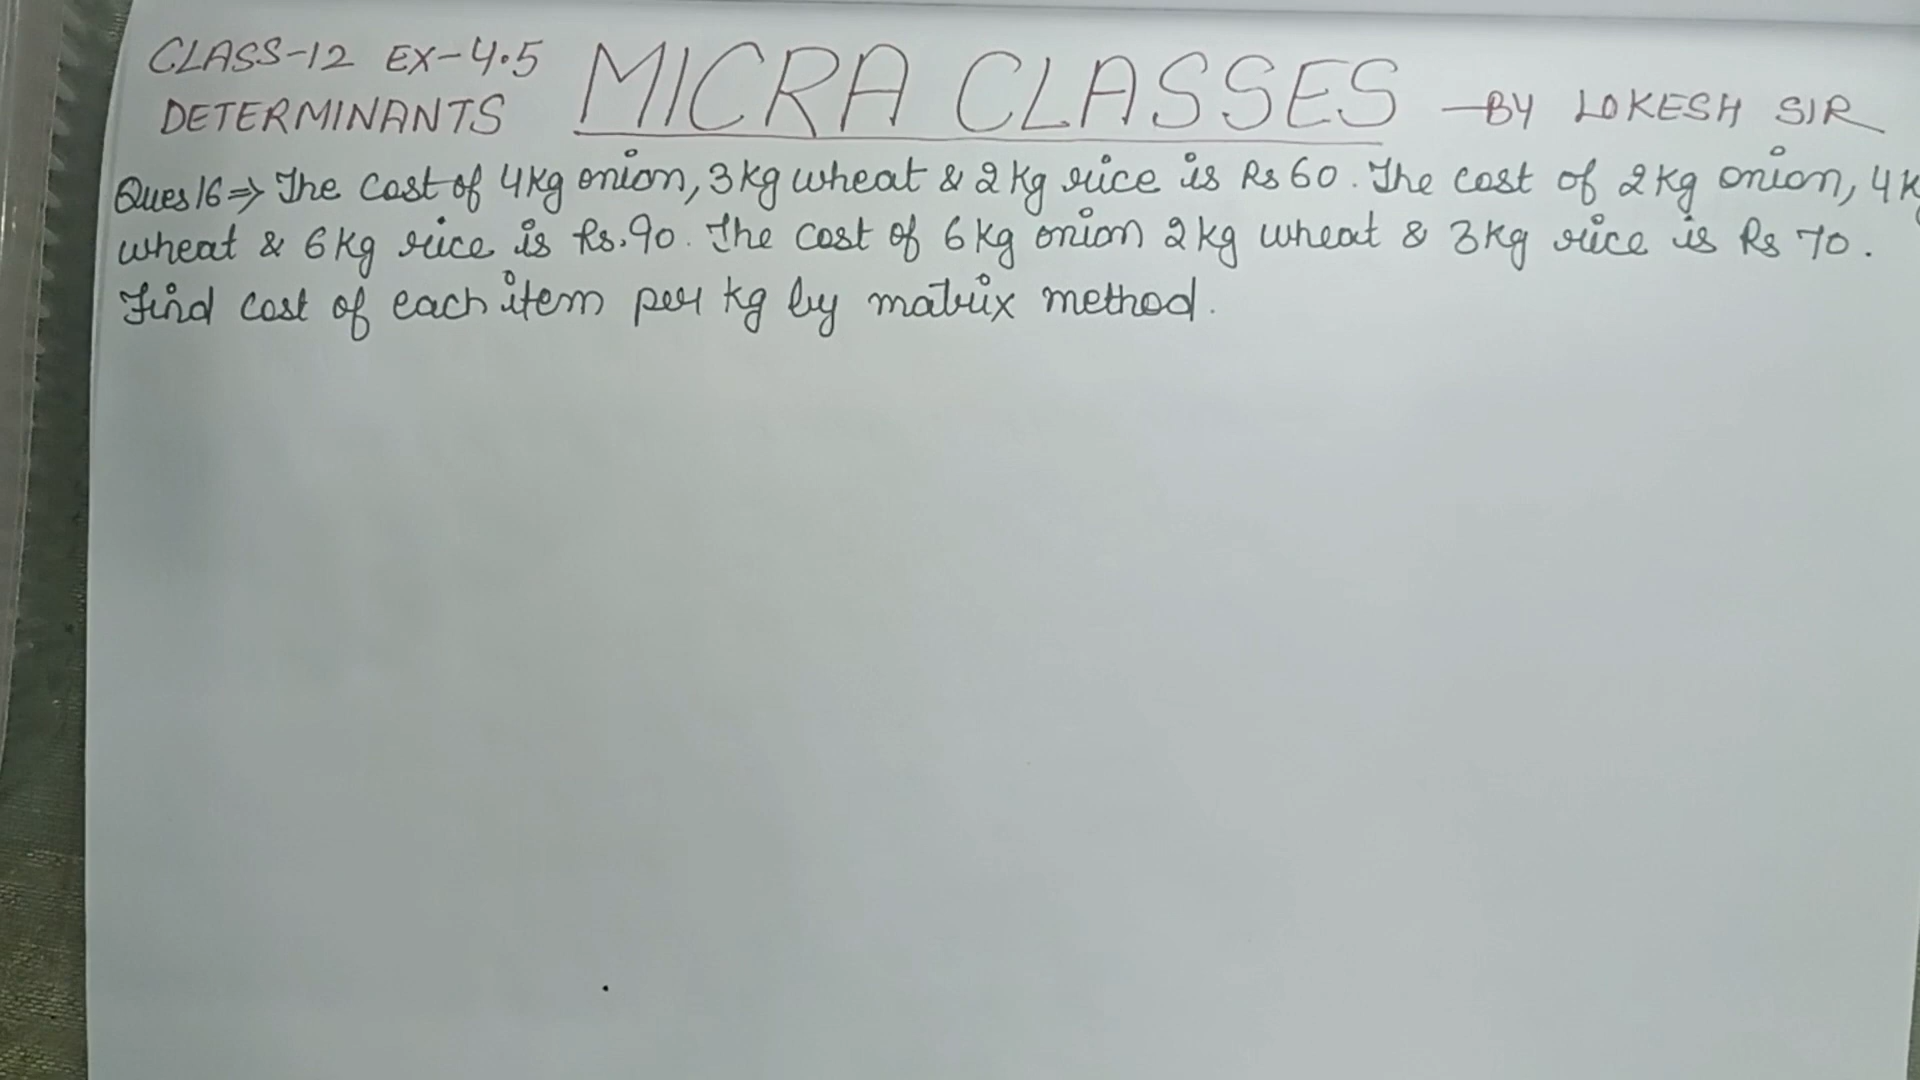 CLASS-12 EX-4.5 MICRA CLASSES -BY LOKESH SIR
DETERMINANTS
Ques 16⇒ The cost of 4kg onion, 3kg wheat & 2kg rice is Rs 60. The cost of 2kg onion, 4k
wheat & 6kg rice is Rs.90. The cost of 6kg onion 2kg wheat & 3kg rice is Rs 70.
Find cost of each item per kg by matrix method.